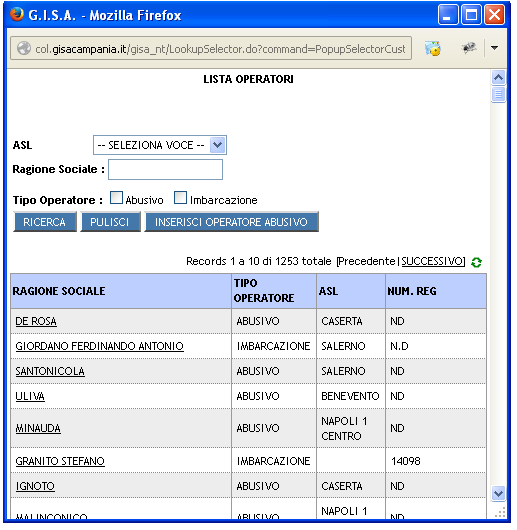 G.I.S.A. - Mozilla Firefox
col.gisacampania.it/gisa_nt/LookupSelector.do?command=PopupSelectorCust
LISTA OPERATORI
ASL -- SELEZIONA VOCE --
Ragione Sociale :
Tipo Operatore : Abusivo Imbarcazione
RICERCA PULISCI INSERISCI OPERATORE ABUSIVO
Records 1 a 10 di 1253 totale [Precedente|SUCCESSIVO]
RAGIONE SOCIALE TIPO OPERATORE ASL NUM. REG
DE ROSA ABUSIVO CASERTA ND
GIORDANO FERDINANDO ANTONIO IMBARCAZIONE SALERNO N.D
SANTONICOLA ABUSIVO SALERNO ND
ULIVA ABUSIVO BENEVENTO ND
MINAUDA ABUSIVO NAPOLI 1 CENTRO ND
GRANITO STEFANO IMBARCAZIONE 14098
IGNOTO ABUSIVO CASERTA ND
MALINCONICO ABUSIVO NAPOLI 1 ND